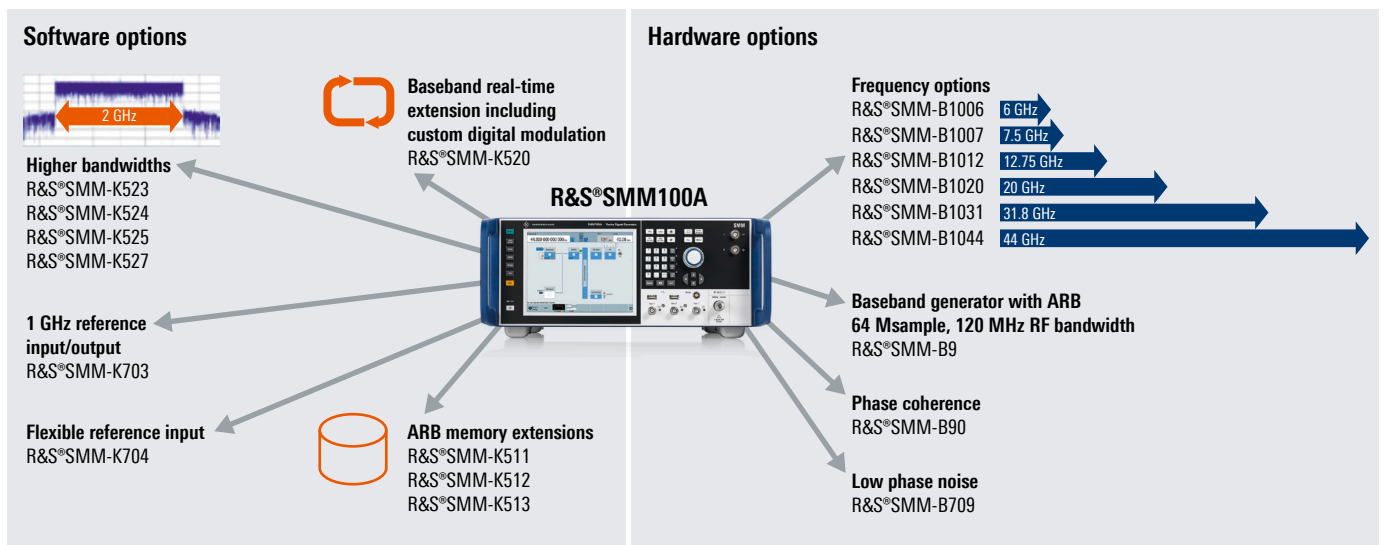 Software options
2 GHz
Higher bandwidths
R&S®SMM-K523
R&S®SMM-K524
R&S®SMM-K525
R&S®SMM-K527
1 GHz reference
input/output
R&S®SMM-K703
Flexible reference input
R&S®SMM-K704
Baseband real-time
extension including
custom digital modulation
R&S®SMM-K520
ARB memory extensions
R&S®SMM-K511
R&S®SMM-K512
R&S®SMM-K513
R&S®SMM100A
SMM
Hardware options
Frequency options
R&S®SMM-B1006 6 GHz
R&S®SMM-B1007 7.5 GHz
R&S®SMM-B1012 12.75 GHz
R&S®SMM-B1020 20 GHz
R&S®SMM-B1031 31.8 GHz
R&S®SMM-B1044 44 GHz
Baseband generator with ARB
64 Msample, 120 MHz RF bandwidth
R&S®SMM-B9
Phase coherence
R&S®SMM-B90
Low phase noise
R&S®SMM-B709